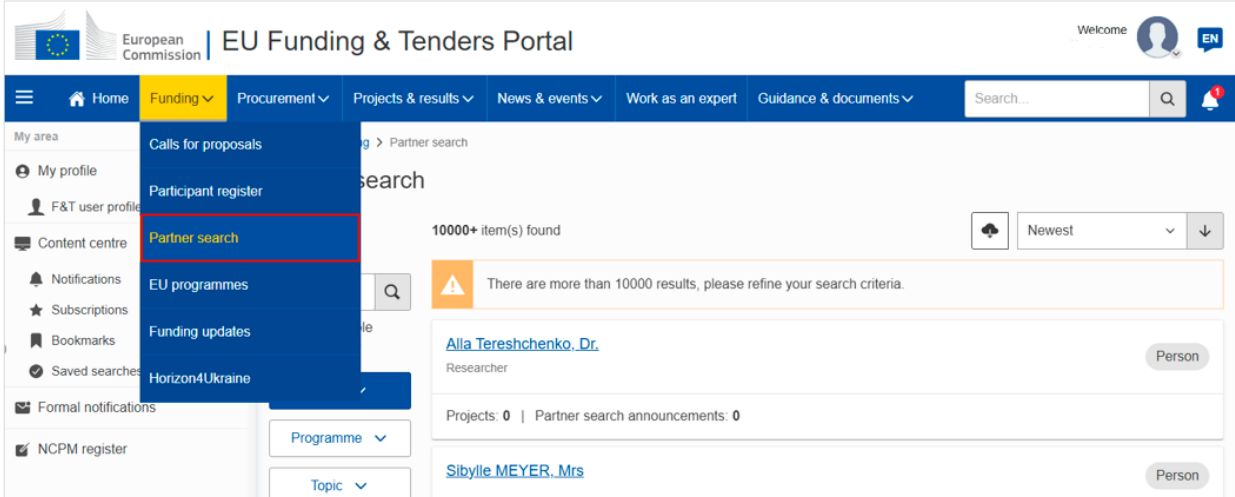 European
Commission
EU Funding & Tenders Portal
Welcome
EN
Home
Funding
Procurement
Projects & results
News & events
Work as an expert
Guidance & documents
Search...
1
My area
My profile
F&T user profile
Content centre
Notifications
Subscriptions
Bookmarks
Saved searches
Formal notifications
NCPM register
Calls for proposals
Participant register
Partner search
EU programmes
Funding updates
Horizon4Ukraine
> Partner search
search
10000+ item(s) found
Newest
There are more than 10000 results, please refine your search criteria.
Alla Tereshchenko, Dr.
Person
Researcher
Projects: 0 | Partner search announcements: 0
Programme
Topic
Sibylle MEYER, Mrs
Person